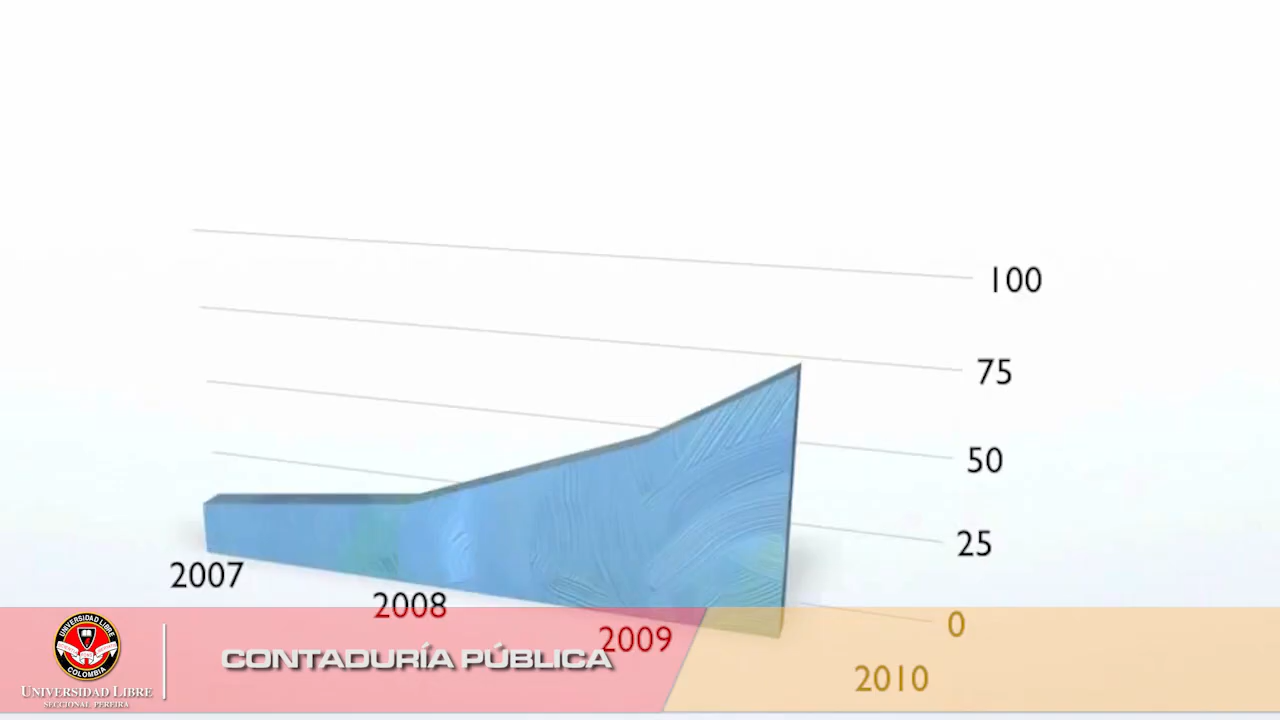 100
75
50
25
0
2007
2008
2009
2010
CONTADURÍA PÚBLICA
UNIVERSIDAD LIBRE
COLOMBIA
UNIVERSIDAD LIBRE
SECCIONAL PEREIRA